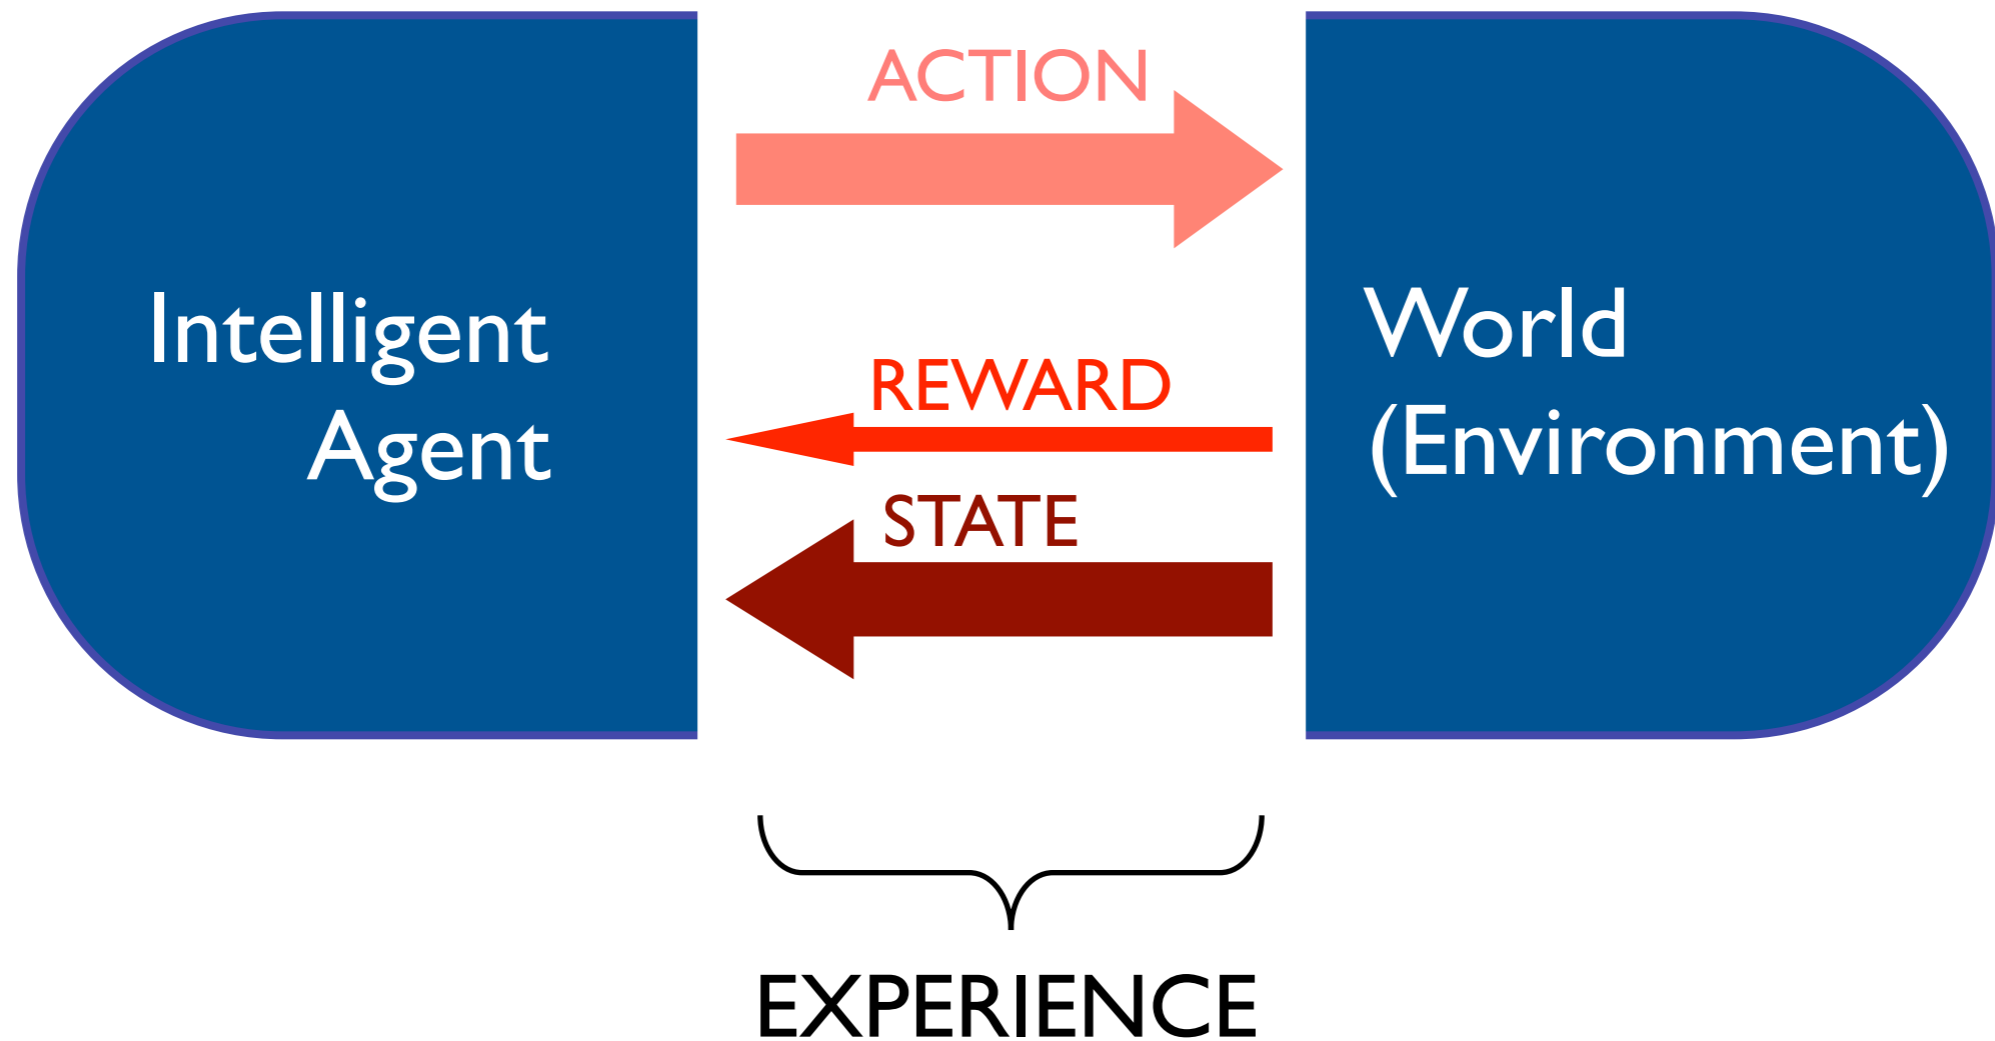 ACTION
Intelligent
Agent
REWARD
STATE
World
(Environment)
EXPERIENCE